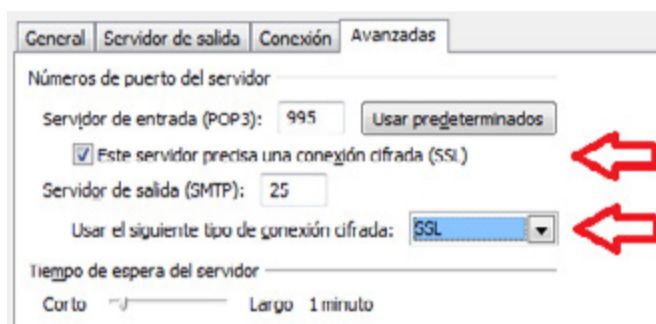 General Servidor de salida Conexión Avanzadas
Números de puerto del servidor
Servidor de entrada (POP3): 995 Usar predeterminados
Este servidor precisa una conexión cifrada (SSL)
Servidor de salida (SMTP): 25
Usar el siguiente tipo de conexión cifrada: SSL
Tiempo de espera del servidor
Corto Largo 1 minuto